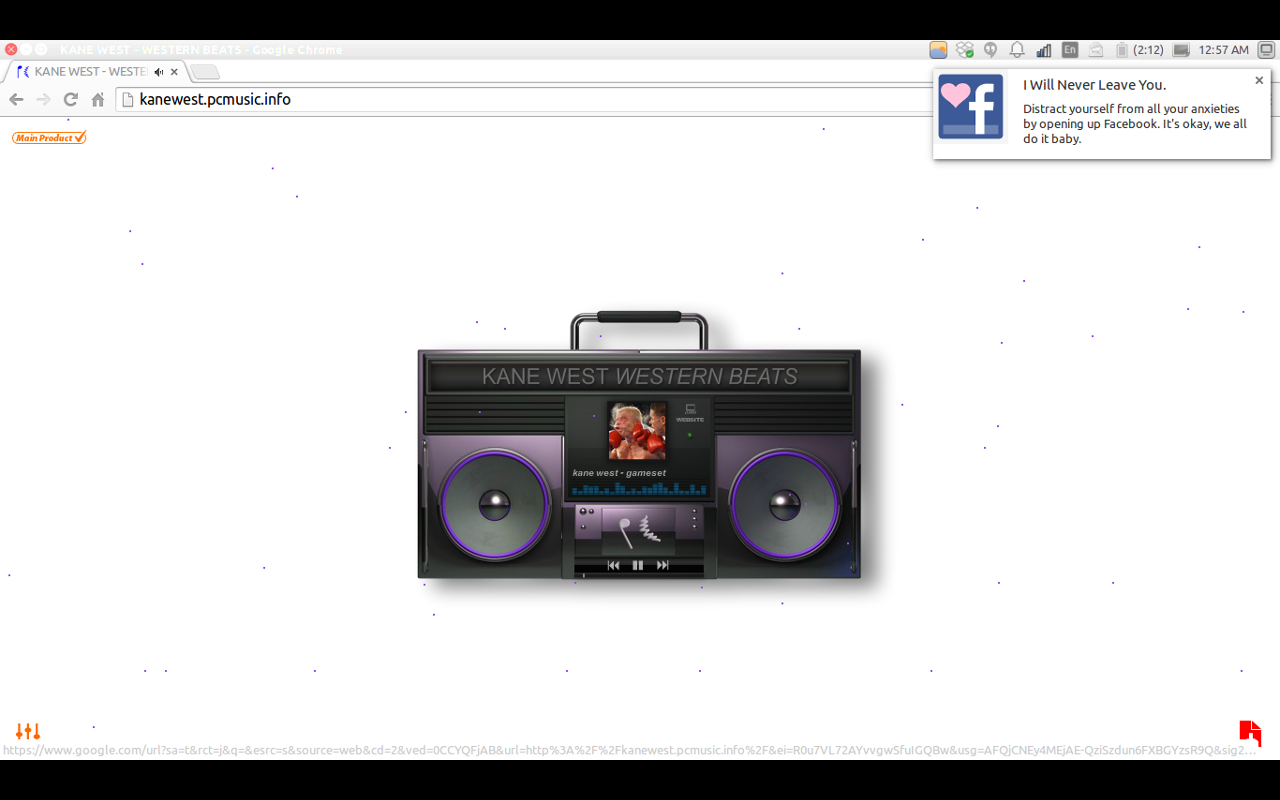 KANE WEST - WESTERN BEATS - Google Chrome
En
(2:12)
12:57 AM
KANE WEST - WESTE
kanewest.pcmusic.info
I Will Never Leave You.
Distract yourself from all your anxieties
by opening up Facebook. It's okay, we all
do it baby.
f
Main Product
KANE WEST WESTERN BEATS
WEBSITE
kane west - gameset
https://www.google.com/url?sa=t&rct=j&q=&esrc=s&source=web&cd=2&ved=0CCYQFjAB&url=http%3A%2F%2Fkanewest.pcmusic.info%2F&ei=R0u7VL72AYvvgwSfuIGQBw&usg=AFQjCNEy4MEjAE-QziSzdun6FXBGYzsR9Q&sig2...